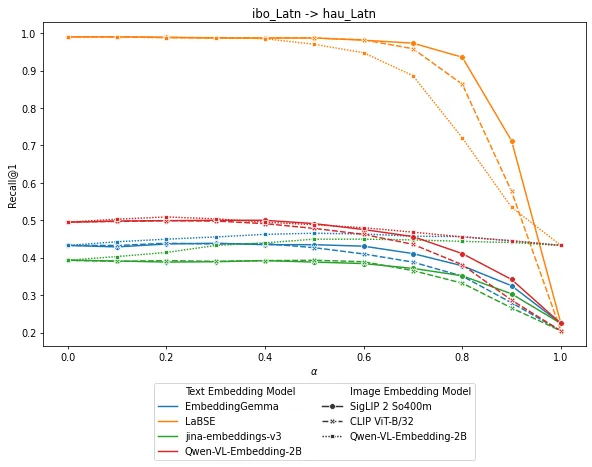 ibo_Latn -> hau_Latn
Recall@1
1.0
0.9
0.8
0.7
0.6
0.5
0.4
0.3
0.2
0.0 0.2 0.4 0.6 0.8 1.0
α
Text Embedding Model Image Embedding Model
EmbeddingGemma SigLIP 2 So400m
LaBSE CLIP ViT-B/32
jina-embeddings-v3 Qwen-VL-Embedding-2B
Qwen-VL-Embedding-2B